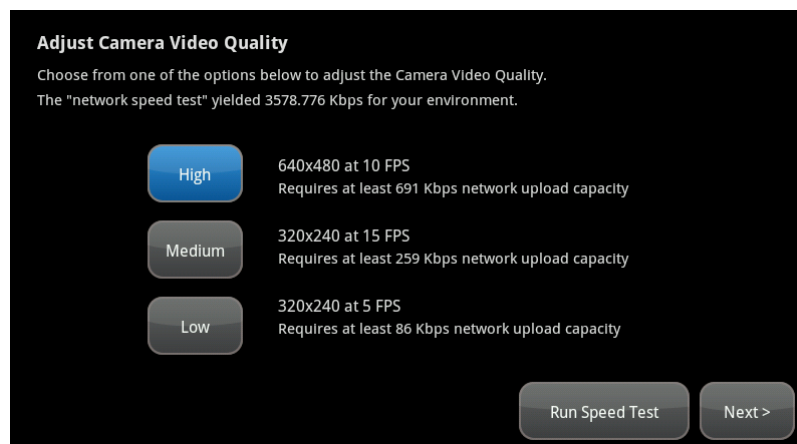 Adjust Camera Video Quality
Choose from one of the options below to adjust the Camera Video Quality.
The "network speed test" yielded 3578.776 Kbps for your environment.
High
640x480 at 10 FPS
Requires at least 691 Kbps network upload capacity
Medium
320x240 at 15 FPS
Requires at least 259 Kbps network upload capacity
Low
320x240 at 5 FPS
Requires at least 86 Kbps network upload capacity
Run Speed Test
Next >